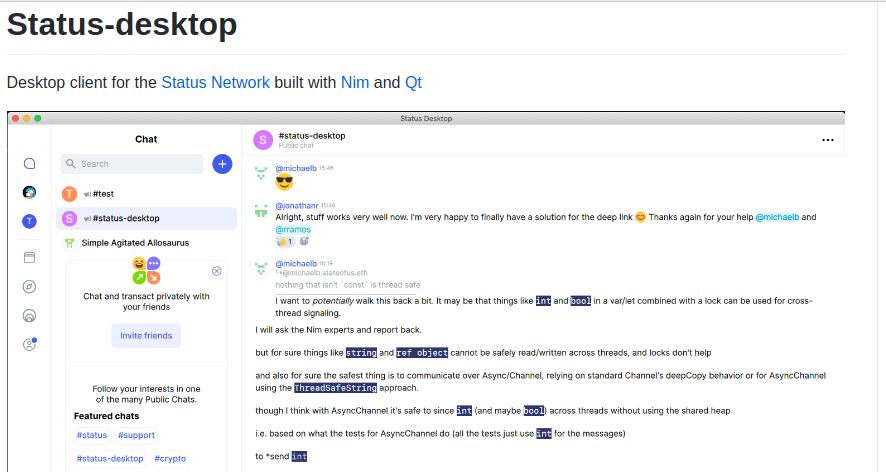 Status-desktop
Desktop client for the Status Network built with Nim and Qt
Status Desktop
Chat
Search
#test
#status-desktop
Simple Agitated Allosaurus
Chat and transact privately with
your friends
Invite friends
Follow your interests in one
of the many Public Chats.
Featured chats
#status #support
#status-desktop #crypto
T
T
S
S
#status-desktop
Public chat
@michaelb 15:46
@jonathanr 15:46
Alright, stuff works very well now. I'm very happy to finally have a solution for the deep link Thanks again for your help @michaelb and
@rramos
1
@michaelb 16:19
@michaelb.stateofus.eth
nothing that isn't `const` is thread safe
I want to potentially walk this back a bit. It may be that things like int and bool in a var/let combined with a lock can be used for cross-
thread signaling.
I will ask the Nim experts and report back.
but for sure things like string and ref object cannot be safely read/written across threads, and locks don't help
and also for sure the safest thing is to communicate over Async/Channel, relying on standard Channel's deepCopy behavior or for AsyncChannel
using the ThreadSafeString approach.
though I think with AsyncChannel it's safe to since int (and maybe bool) across threads without using the shared heap
i.e. based on what the tests for AsyncChannel do (all the tests just use int for the messages)
to *send int